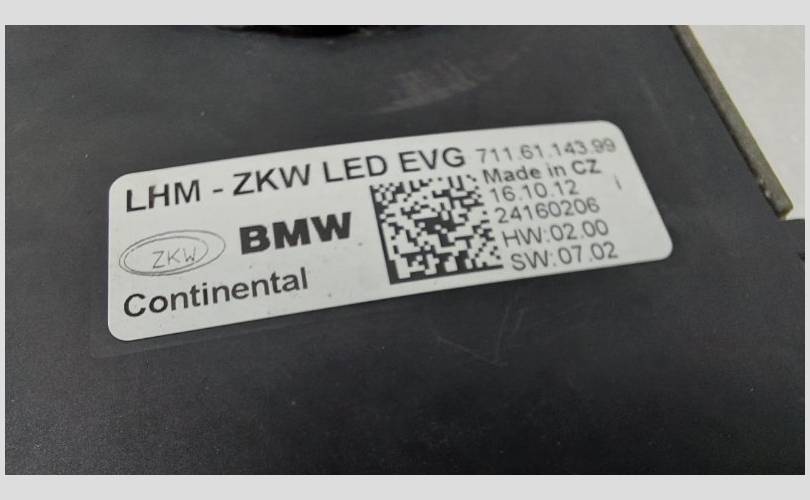 LHM - ZKW LED EVG 711.61.143.99
Made in CZ
16.10.12
24160206
HW:02.00
SW:07.02
ZKW
BMW
Continental